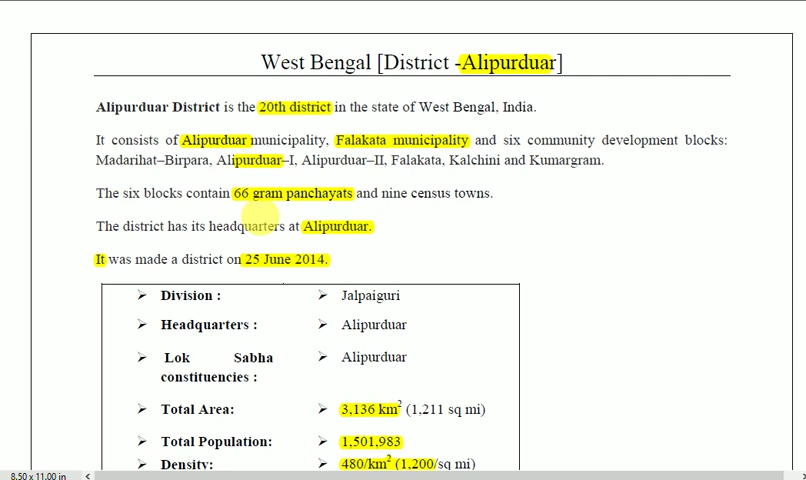 West Bengal [District -Alipurduar]
Alipurduar District is the 20th district in the state of West Bengal, India.
It consists of Alipurduar municipality, Falakata municipality and six community development blocks:
Madarihat–Birpara, Alipurduar–I, Alipurduar–II, Falakata, Kalchini and Kumargram.
The six blocks contain 66 gram panchayats and nine census towns.
The district has its headquarters at Alipurduar.
It was made a district on 25 June 2014.
➢ Division : ➢ Jalpaiguri
➢ Headquarters : ➢ Alipurduar
➢ Lok Sabha ➢ Alipurduar
constituencies :
➢ Total Area: ➢ 3,136 km² (1,211 sq mi)
➢ Total Population: ➢ 1,501,983
➢ Density: ➢ 480/km² (1,200/sq mi)
8.50 x 11.00 in